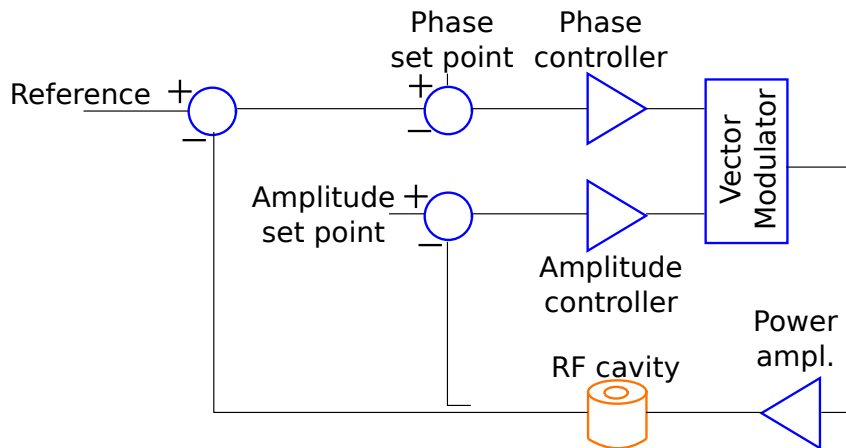 Phase
set point
Phase
controller
Reference
+
−
+
−
Vector
Modulator
Amplitude
set point
+
−
Amplitude
controller
Power
ampl.
RF cavity